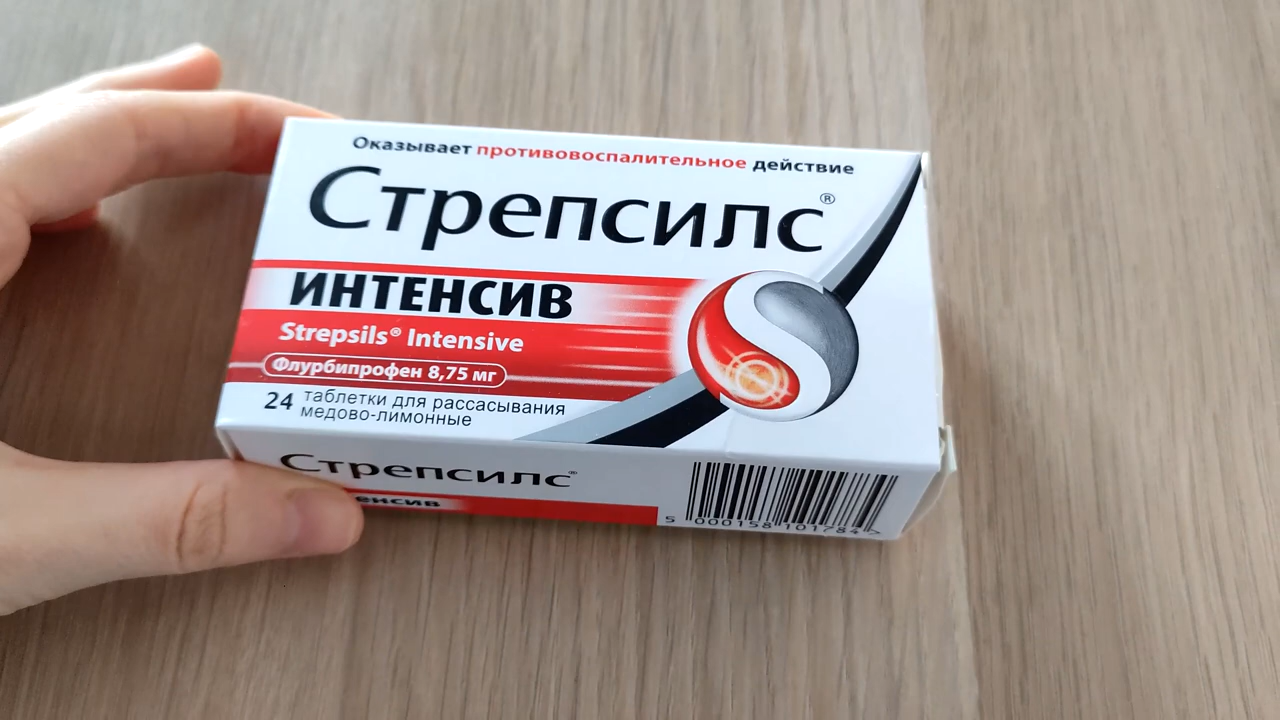 Оказывает противовоспалительное действие
Стрепсилс®
ИНТЕНСИВ
Strepsils® Intensive
Флурбипрофен 8,75 мг
24 таблетки для рассасывания
медово-лимонные
Стрепсилс®
5 000158 101784 >